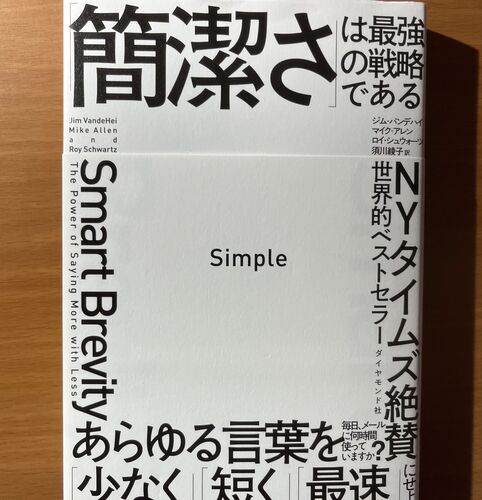 「簡潔さ」
は最強
の戦略
である
Jim VandeHei
Mike Allen
and
Roy Schwartz
ジム・バンデハイ
マイク・アレン
ロイ・シュウォーツ
須川綾子 訳
Smart Brevity
The Power of Saying More with Less
Simple
NYタイムズ絶賛
世界的ベストセラー
ダイヤモンド社
毎日、メール
に何時間
使って
いますか?
あらゆる言葉を
「少なく」「短く」「最速
にせよ